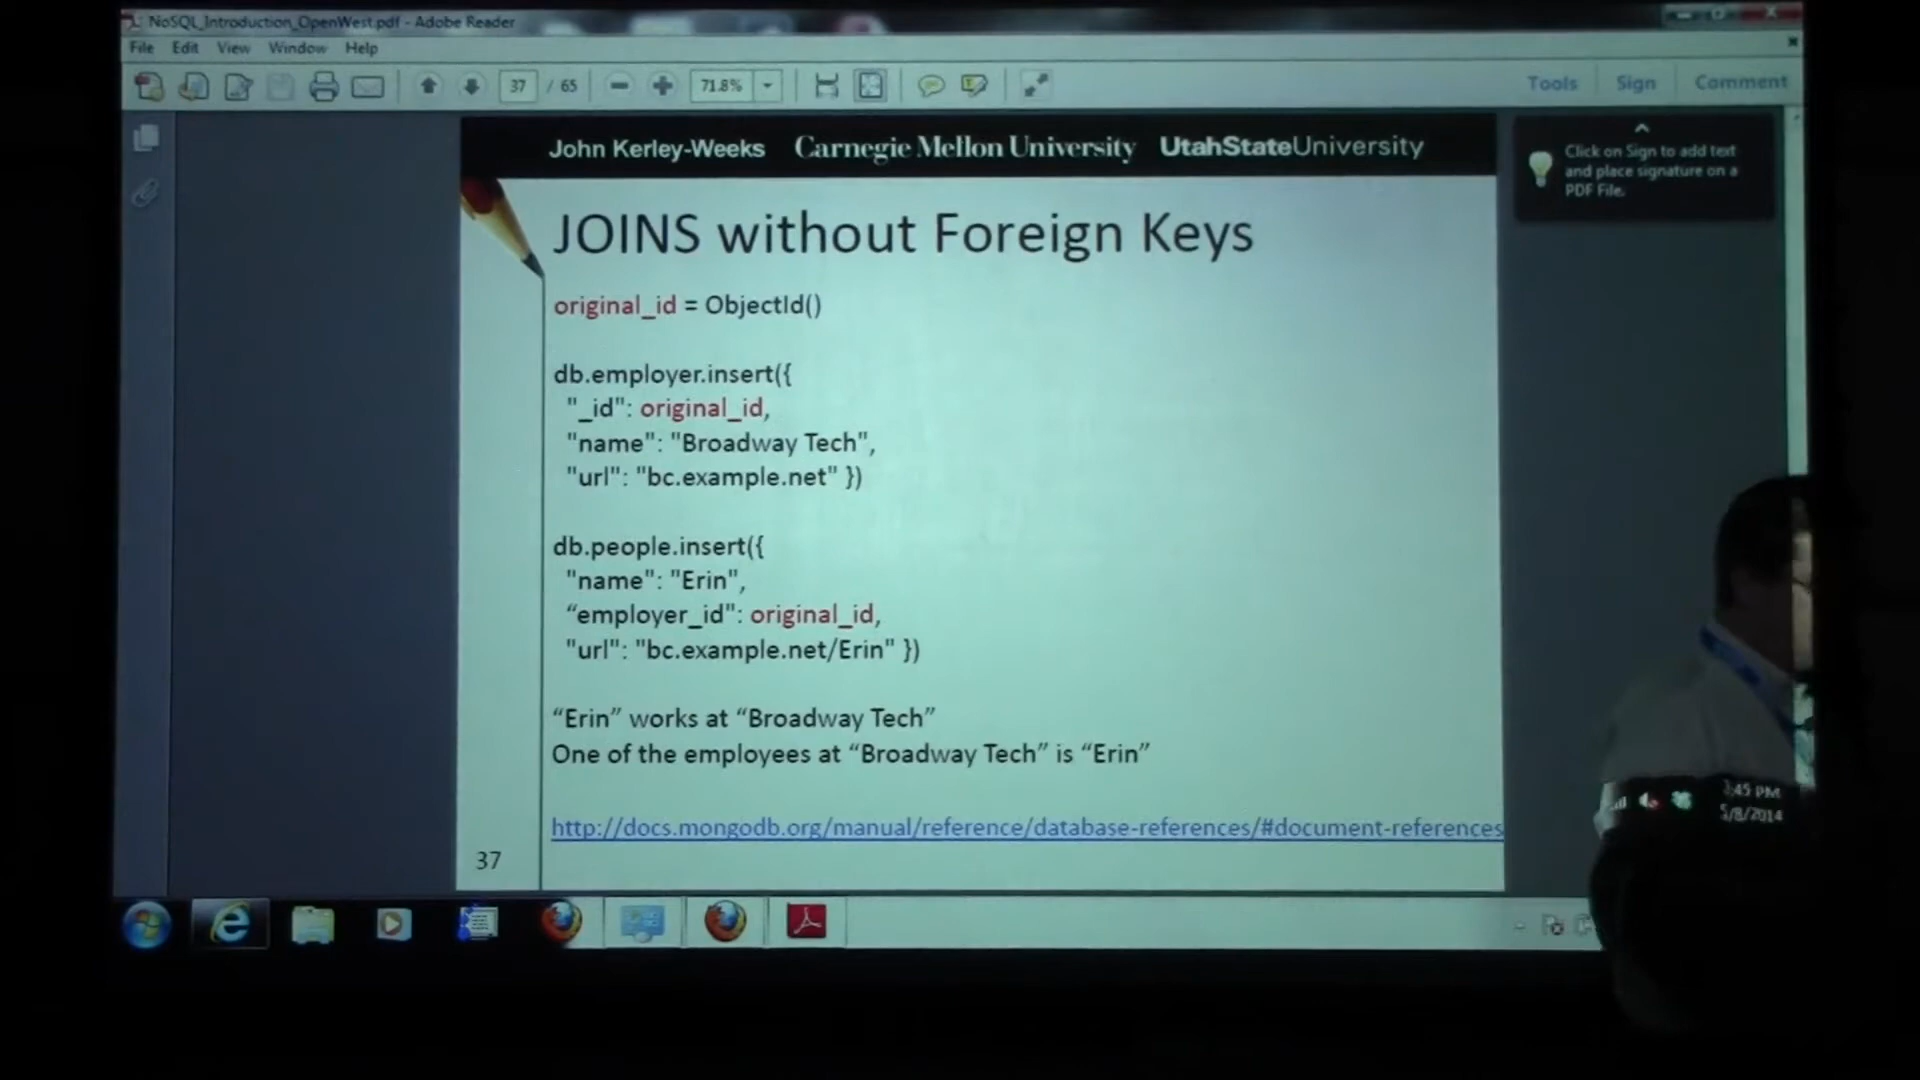 NoSQL_Introduction_OpenWest.pdf - Adobe Reader
File Edit View Window Help
37 / 65 71.8% Tools Sign Comment
John Kerley-Weeks Carnegie Mellon University UtahStateUniversity
Click on Sign to add text
and place signature on a
PDF File.
JOINS without Foreign Keys
original_id = ObjectId()
db.employer.insert({
"_id": original_id,
"name": "Broadway Tech",
"url": "bc.example.net" })
db.people.insert({
"name": "Erin",
“employer_id": original_id,
"url": "bc.example.net/Erin" })
“Erin” works at “Broadway Tech”
One of the employees at “Broadway Tech” is “Erin”
http://docs.mongodb.org/manual/reference/database-references/#document-references
37
:45 PM
5/8/2014